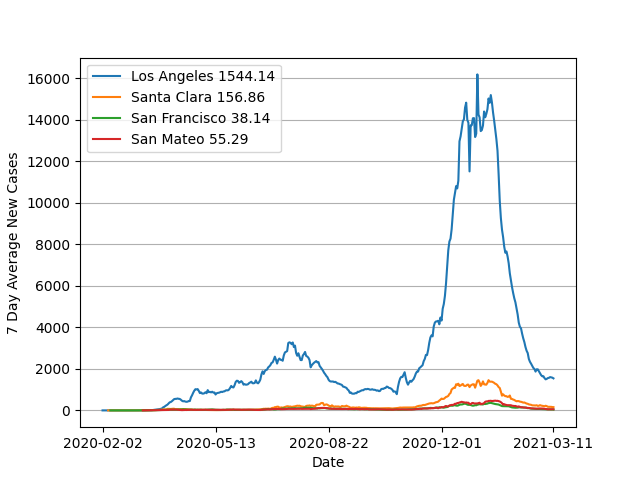 Los Angeles 1544.14
Santa Clara 156.86
San Francisco 38.14
San Mateo 55.29
7 Day Average New Cases
16000
14000
12000
10000
8000
6000
4000
2000
0
2020-02-02 2020-05-13 2020-08-22 2020-12-01 2021-03-11
Date